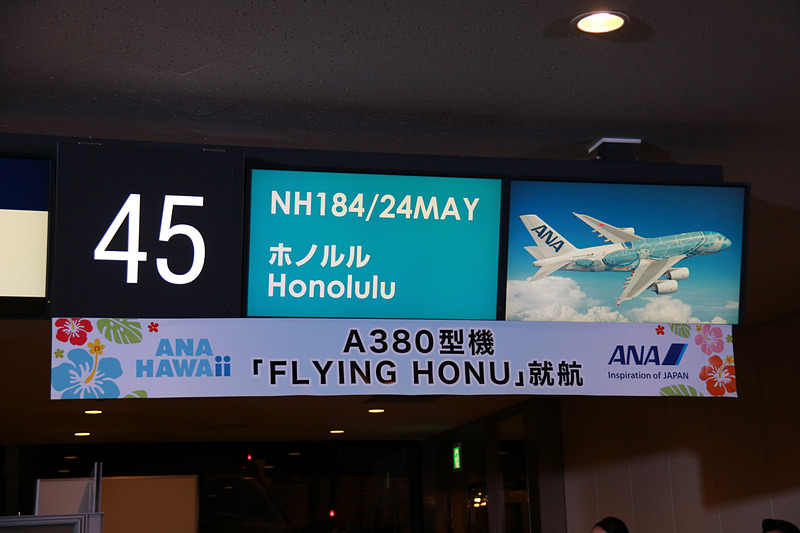 45
NH184/24MAY
ホノルル
Honolulu
ANA
ANA
HAWAii
A380型機
「FLYING HONU」就航
ANA
Inspiration of JAPAN